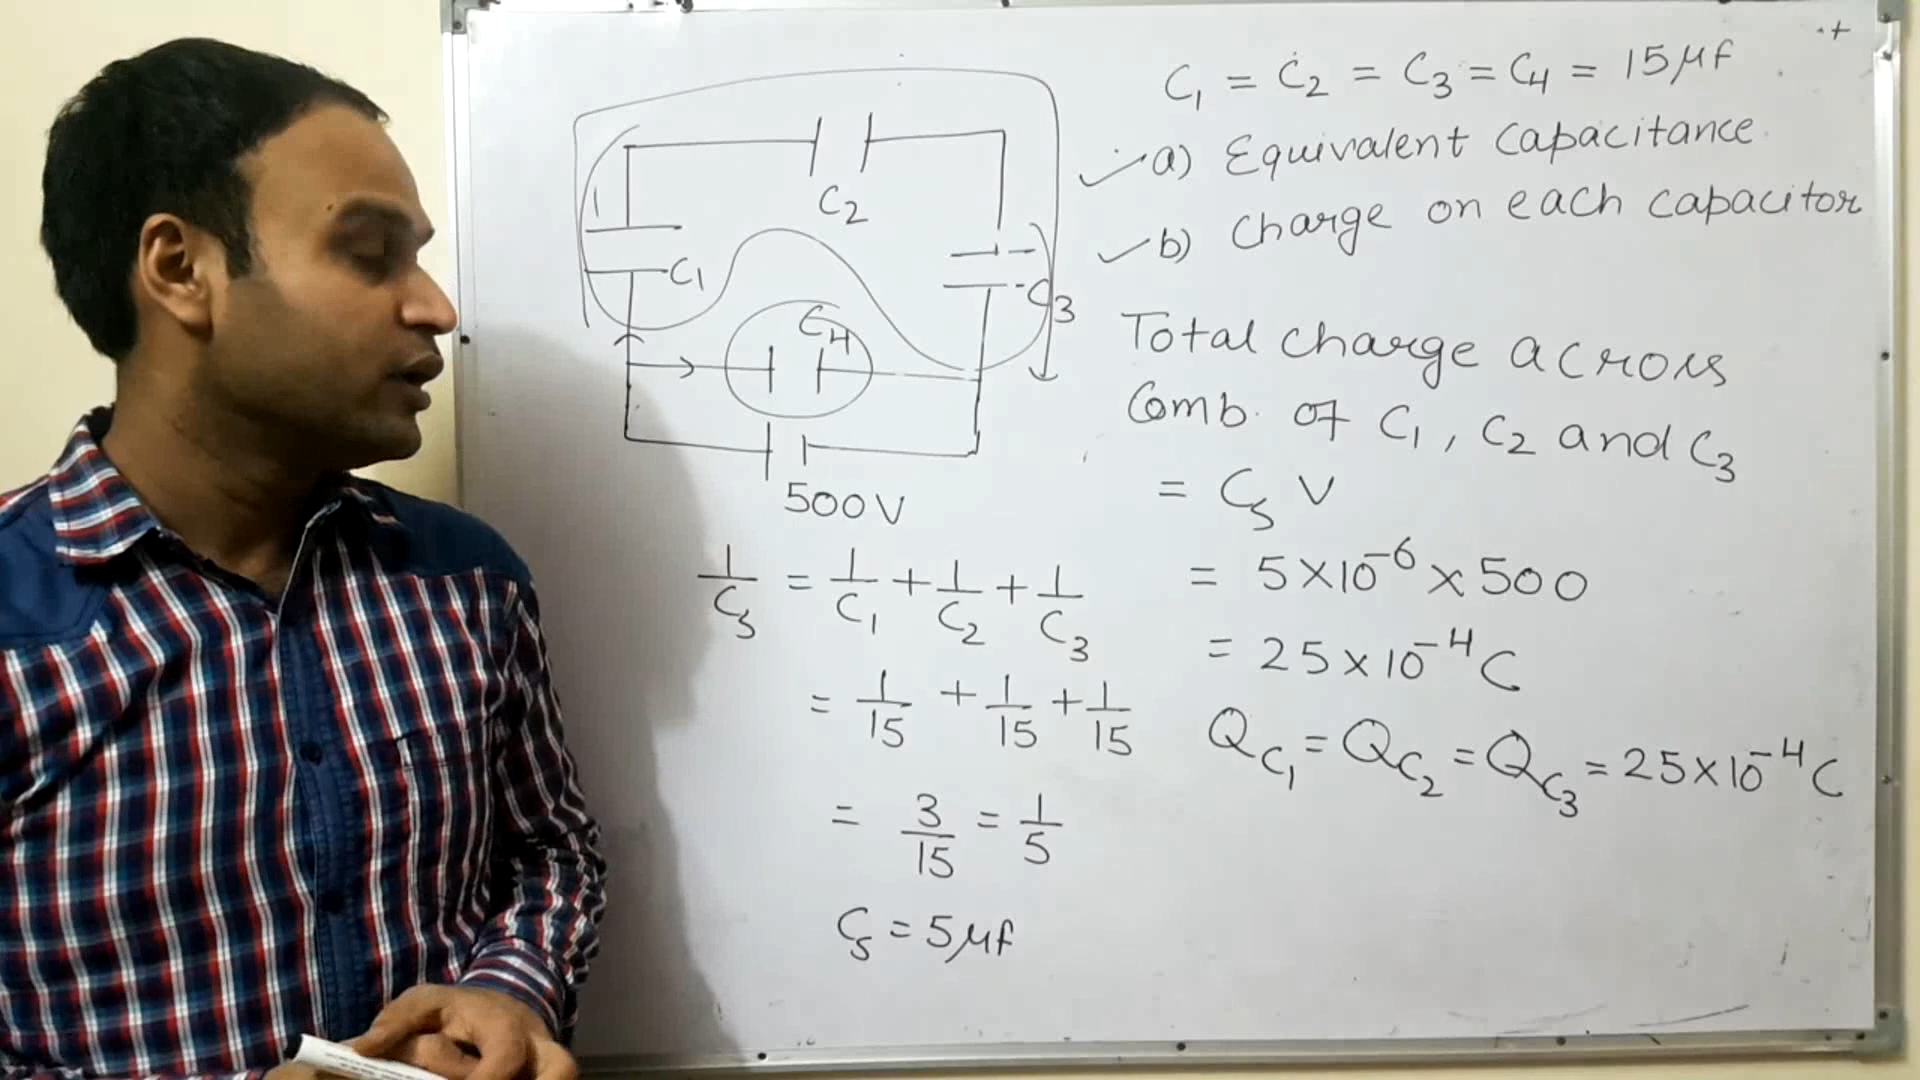 C2
C1
C3
C4
500V
1/Cs = 1/C1 + 1/C2 + 1/C3
= 1/15 + 1/15 + 1/15
= 3/15 = 1/5
Cs = 5μf
C1 = C2 = C3 = C4 = 15μf
a) Equivalent capacitance
b) Charge on each capacitor
Total charge across
Comb. of C1, C2 and C3
= Cs V
= 5×10⁻⁶ × 500
= 25×10⁻⁴ C
QC1 = QC2 = QC3 = 25×10⁻⁴ C